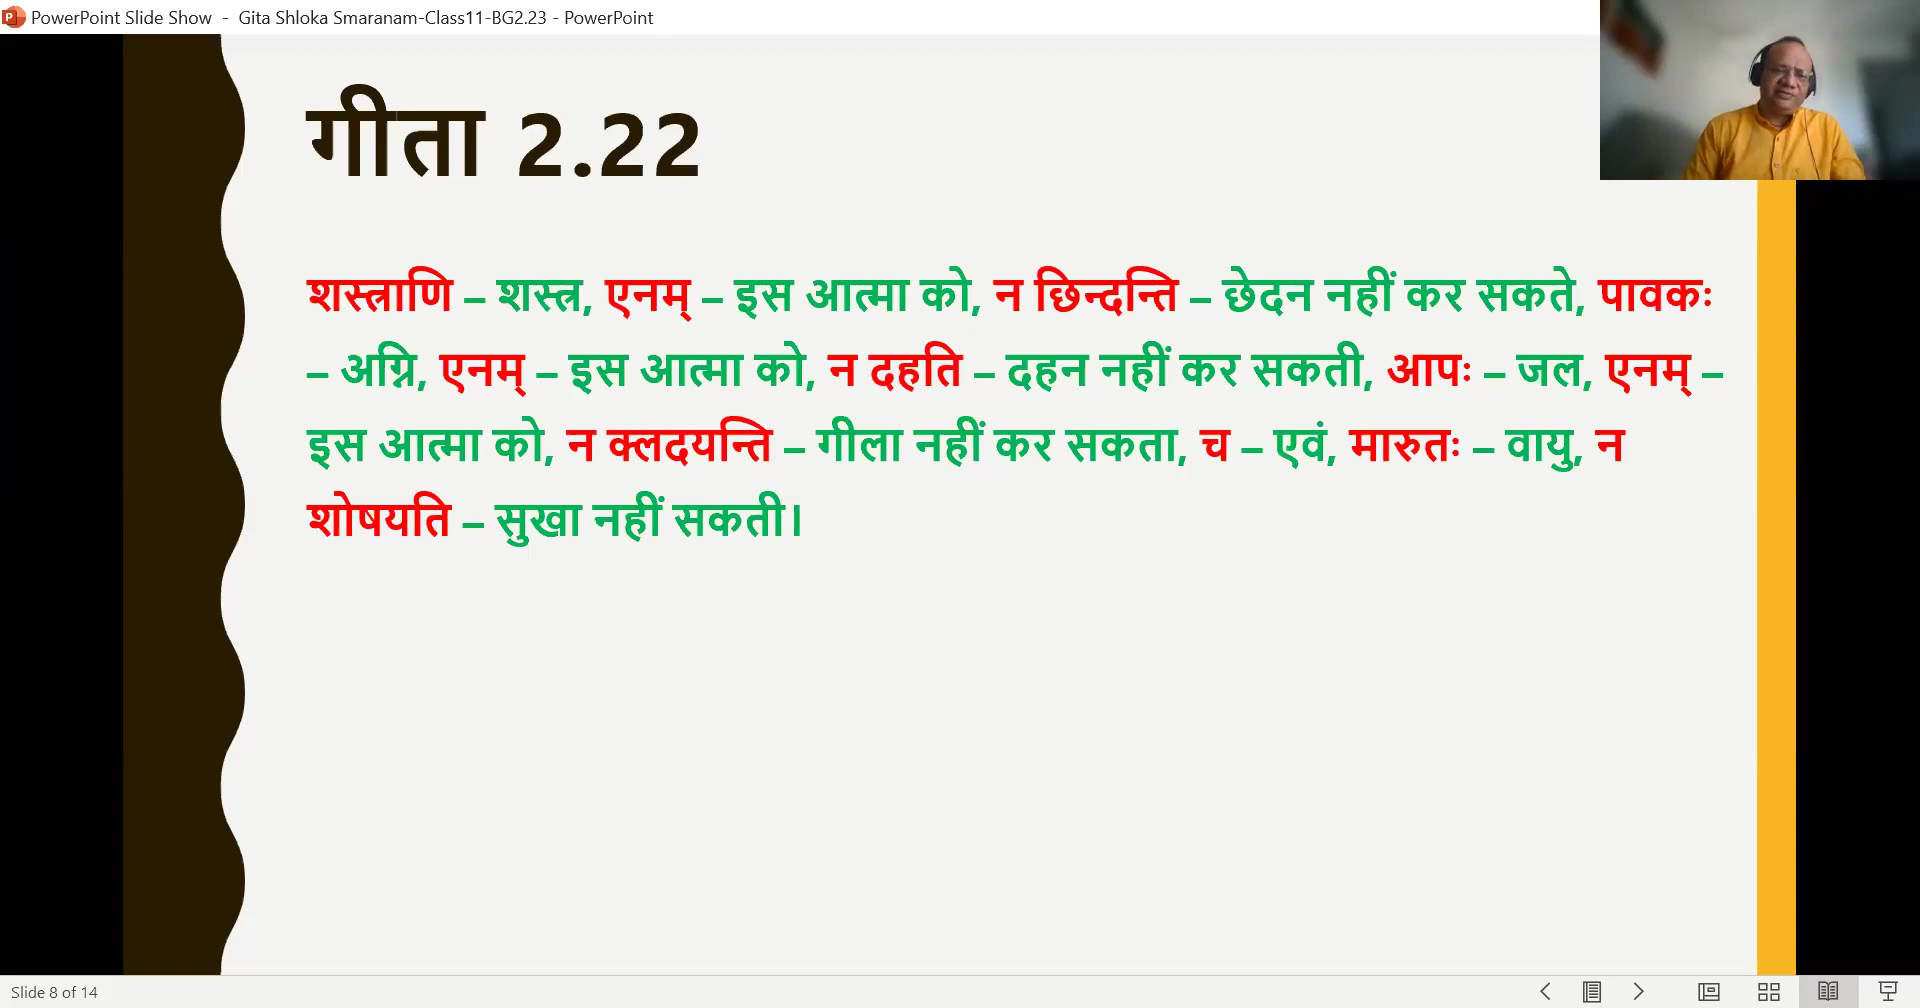 PowerPoint Slide Show - Gita Shloka Smaranam-Class11-BG2.23 - PowerPoint
गीता 2.22
शस्त्राणि – शस्त्र, एनम् – इस आत्मा को, न छिन्दन्ति – छेदन नहीं कर सकते, पावकः
– अग्नि, एनम् – इस आत्मा को, न दहति – दहन नहीं कर सकती, आपः – जल, एनम् –
इस आत्मा को, न क्लदयन्ति – गीला नहीं कर सकता, च – एवं, मारुतः – वायु, न
शोषयति – सुखा नहीं सकती।
Slide 8 of 14